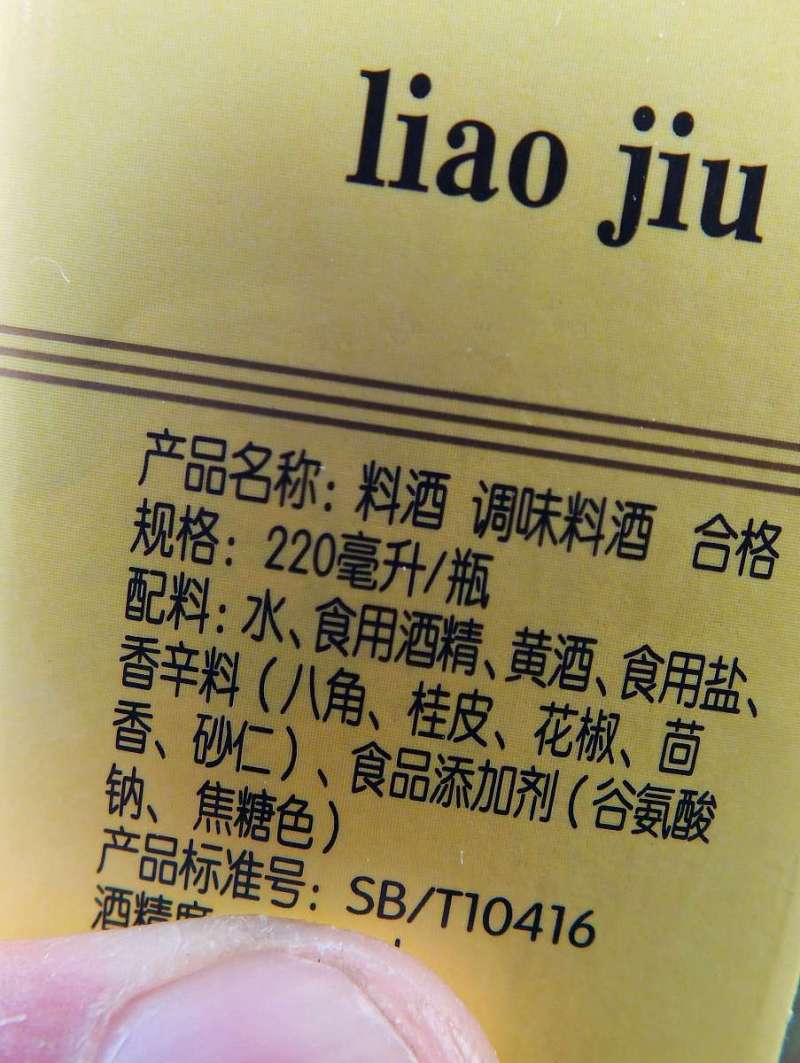 liao jiu
产品名称：料酒 调味料酒 合格
规格：220毫升/瓶
配料：水、食用酒精、黄酒、食用盐、
香辛料（八角、桂皮、花椒、茴
香、砂仁）、食品添加剂（谷氨酸
钠、焦糖色）
产品标准号：SB/T10416
酒精度